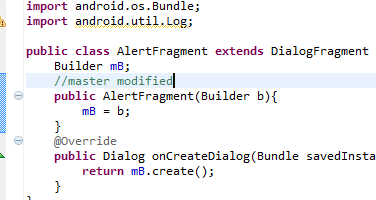 import android.os.Bundle;
import android.util.Log;
public class AlertFragment extends DialogFragment
Builder mB;
//master modified
public AlertFragment(Builder b){
mB = b;
}
@Override
public Dialog onCreateDialog(Bundle savedInsta
return mB.create();
}